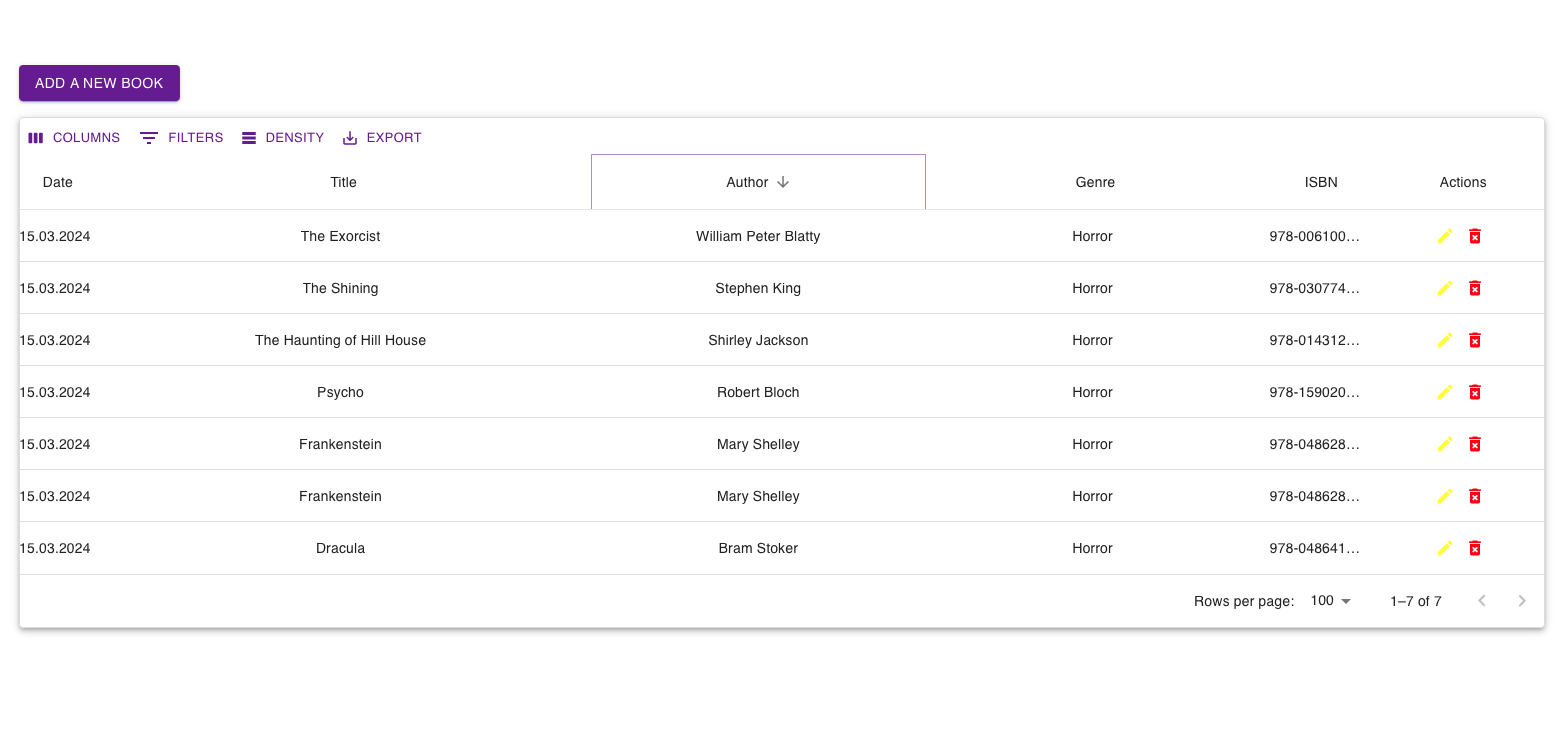 ADD A NEW BOOK
COLUMNS FILTERS DENSITY EXPORT
Date Title Author Genre ISBN Actions
15.03.2024 The Exorcist William Peter Blatty Horror 978-006100…
15.03.2024 The Shining Stephen King Horror 978-030774…
15.03.2024 The Haunting of Hill House Shirley Jackson Horror 978-014312…
15.03.2024 Psycho Robert Bloch Horror 978-159020…
15.03.2024 Frankenstein Mary Shelley Horror 978-048628…
15.03.2024 Frankenstein Mary Shelley Horror 978-048628…
15.03.2024 Dracula Bram Stoker Horror 978-048641…
Rows per page: 100 1–7 of 7